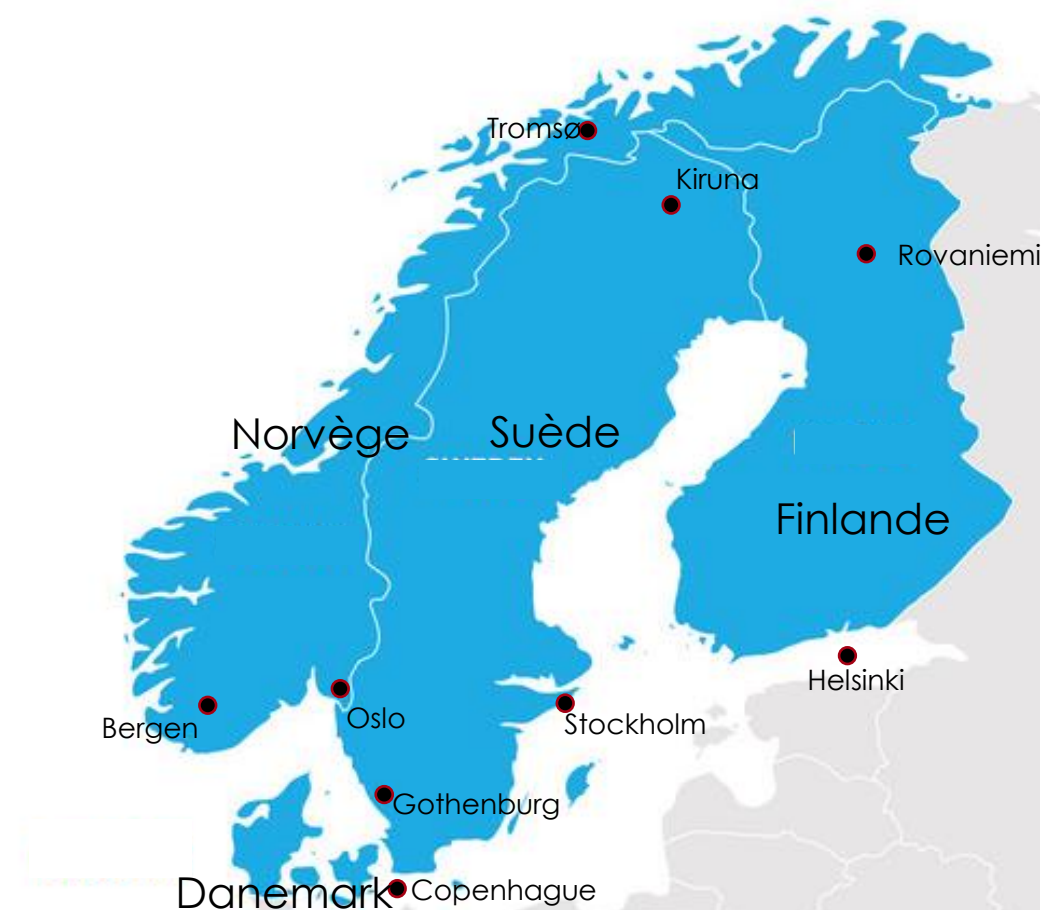 Tromsø
Kiruna
Rovaniemi
Norvège
Suède
Finlande
Helsinki
Bergen
Oslo
Stockholm
Gothenburg
Danemark
Copenhague